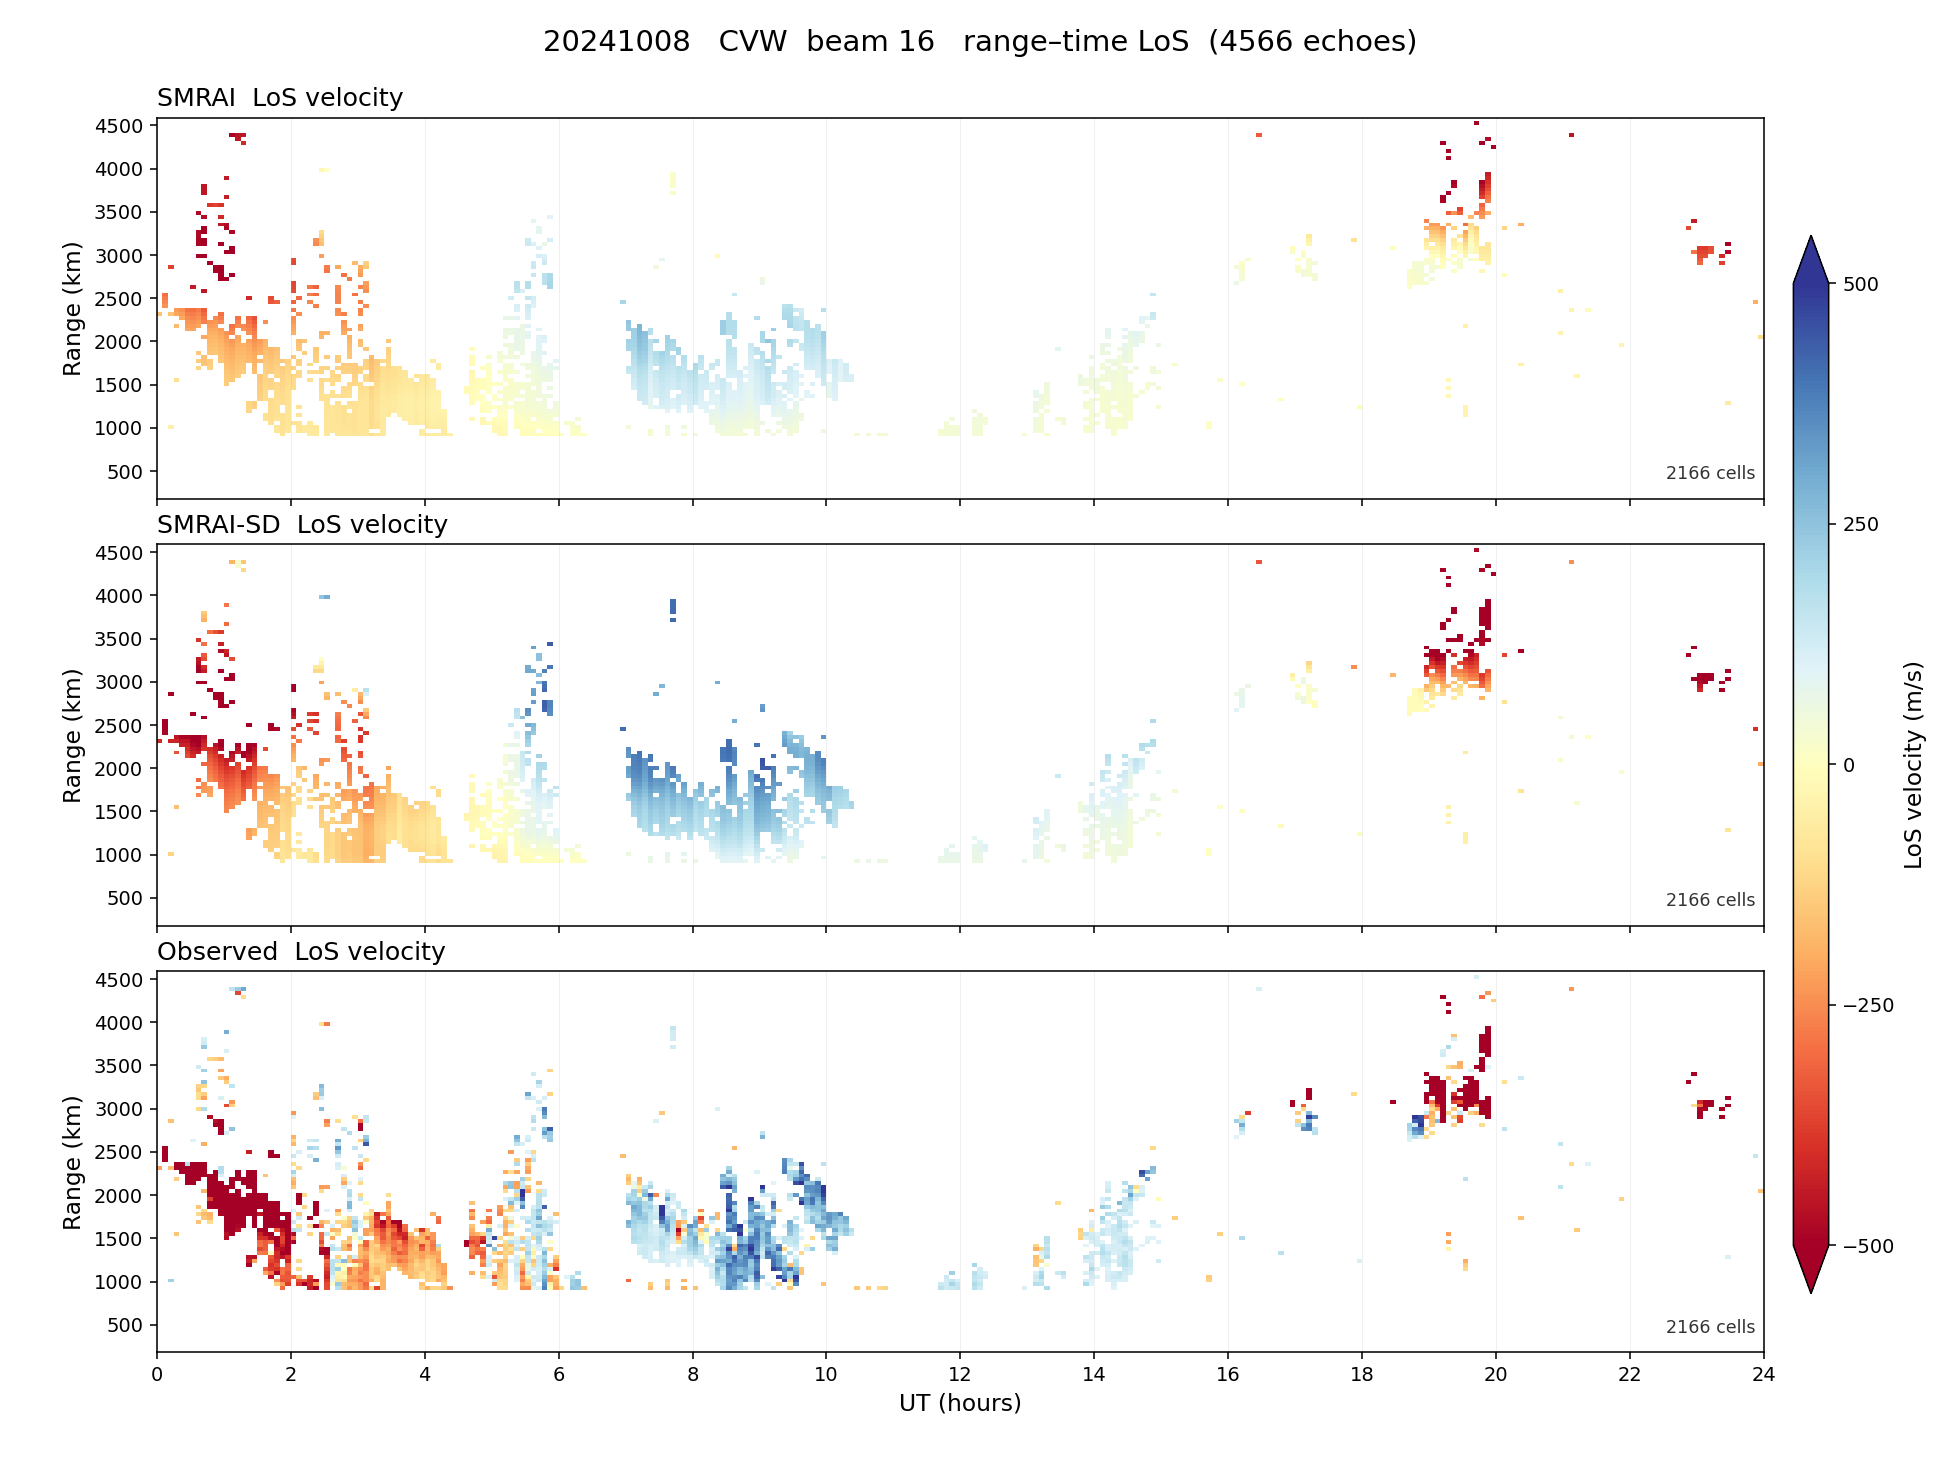 20241008   CVW  beam 16   range–time LoS  (4566 echoes)
SMRAI  LoS velocity
4500
4000
3500
3000
2500
2000
1500
1000
500
Range (km)
2166 cells
SMRAI-SD  LoS velocity
4500
4000
3500
3000
2500
2000
1500
1000
500
Range (km)
2166 cells
Observed  LoS velocity
4500
4000
3500
3000
2500
2000
1500
1000
500
Range (km)
2166 cells
0 2 4 6 8 10 12 14 16 18 20 22 24
UT (hours)
500
250
0
−250
−500
LoS velocity (m/s)